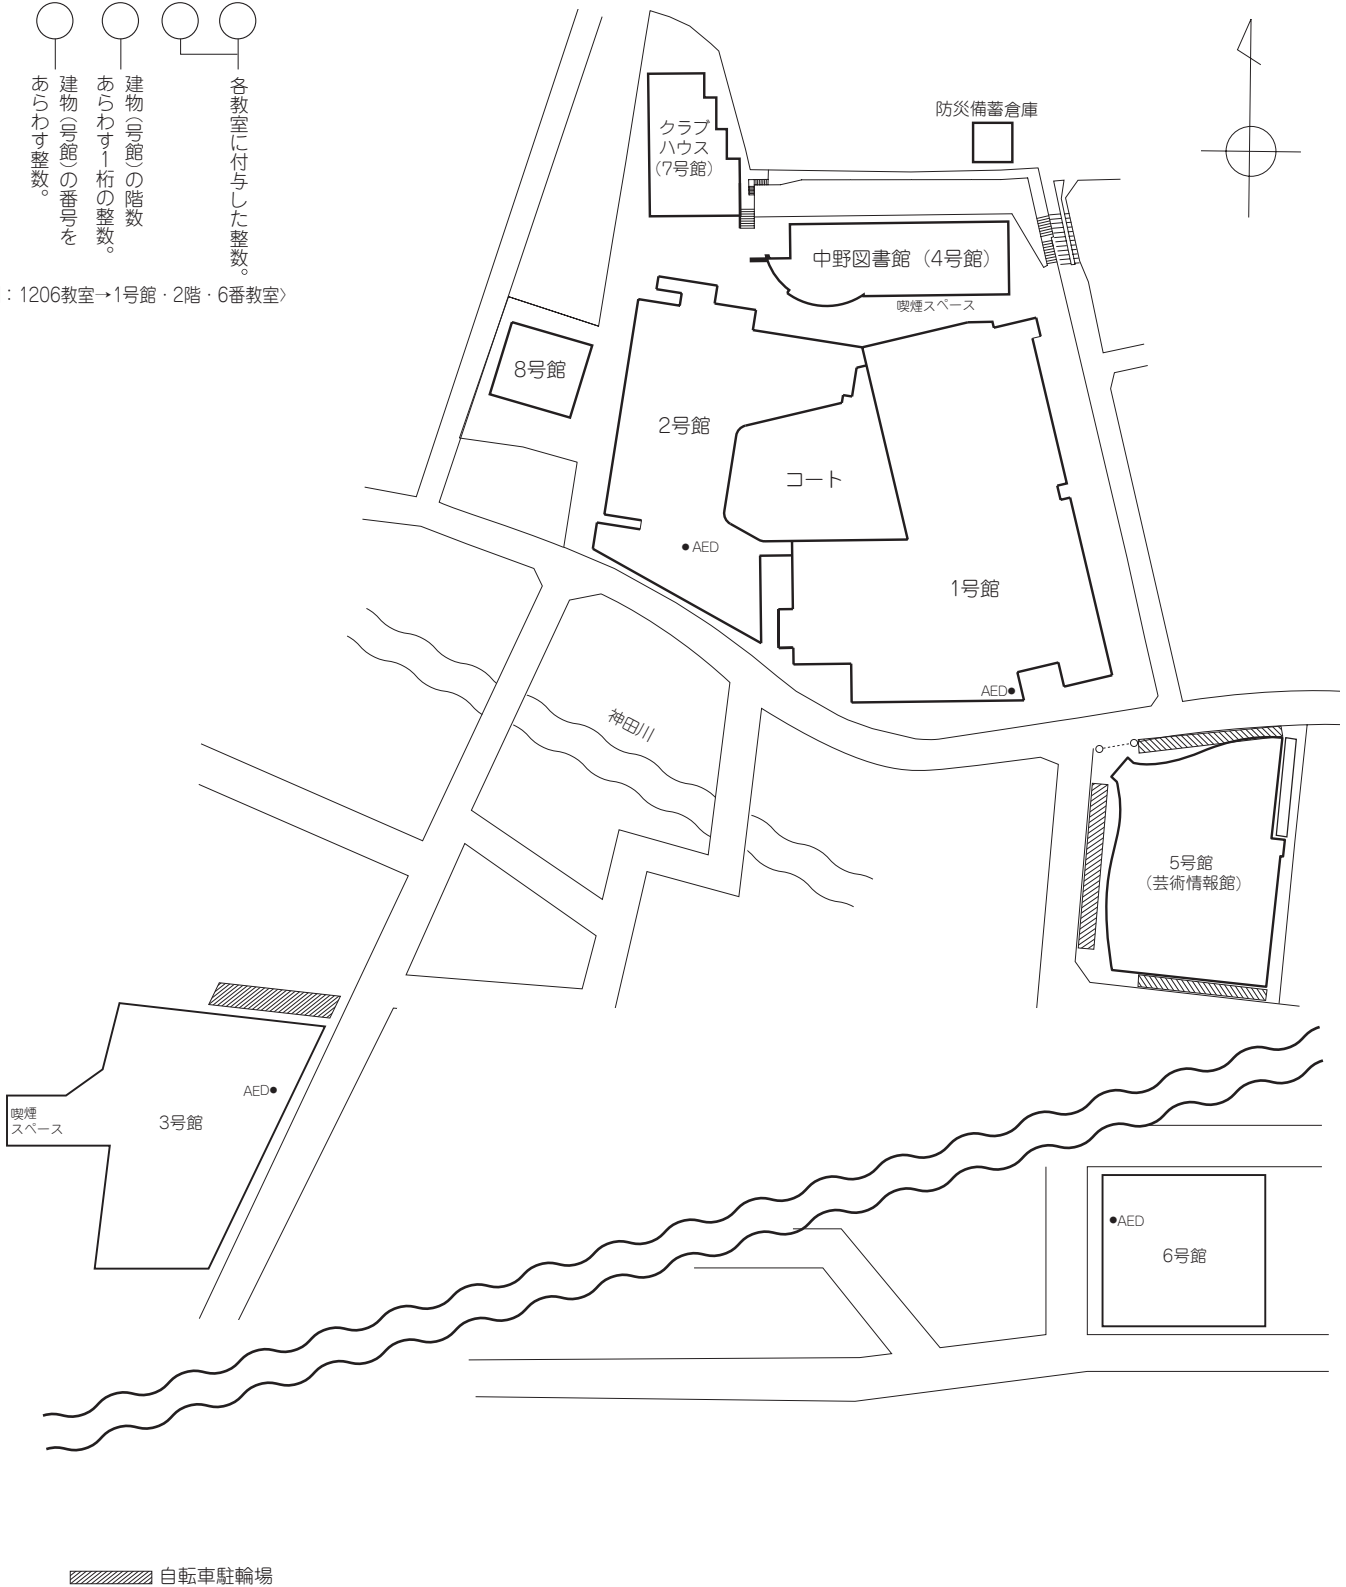 建物(号館)の番号を
あらわす整数。
建物(号館)の階数
あらわす1桁の整数。
各教室に付与した整数。
：1206教室→1号館・2階・6番教室〉
クラブ
ハウス
(7号館)
防災備蓄倉庫
中野図書館（4号館）
喫煙スペース
8号館
2号館
コート
AED
1号館
AED
神田川
5号館
（芸術情報館）
AED
3号館
喫煙
スペース
AED
6号館
自転車駐輪場